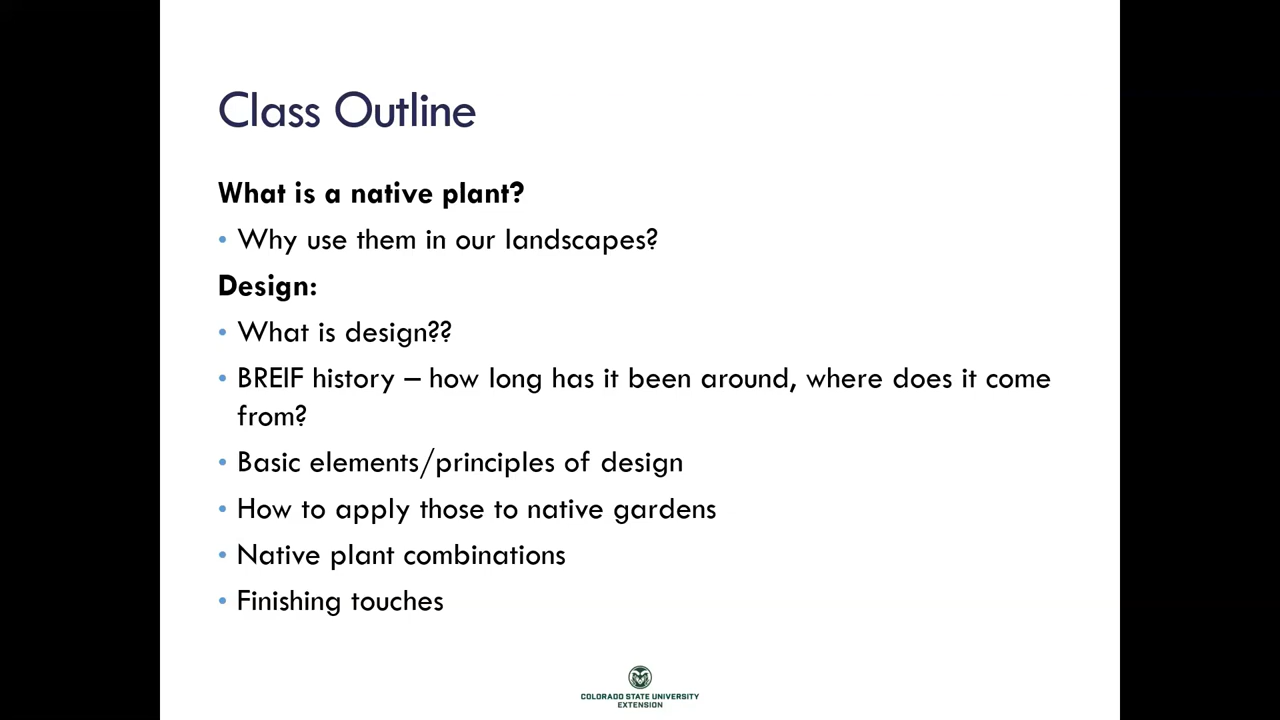 Class Outline
What is a native plant?
• Why use them in our landscapes?
Design:
• What is design??
• BREIF history – how long has it been around, where does it come
from?
• Basic elements/principles of design
• How to apply those to native gardens
• Native plant combinations
• Finishing touches
COLORADO STATE UNIVERSITY
EXTENSION